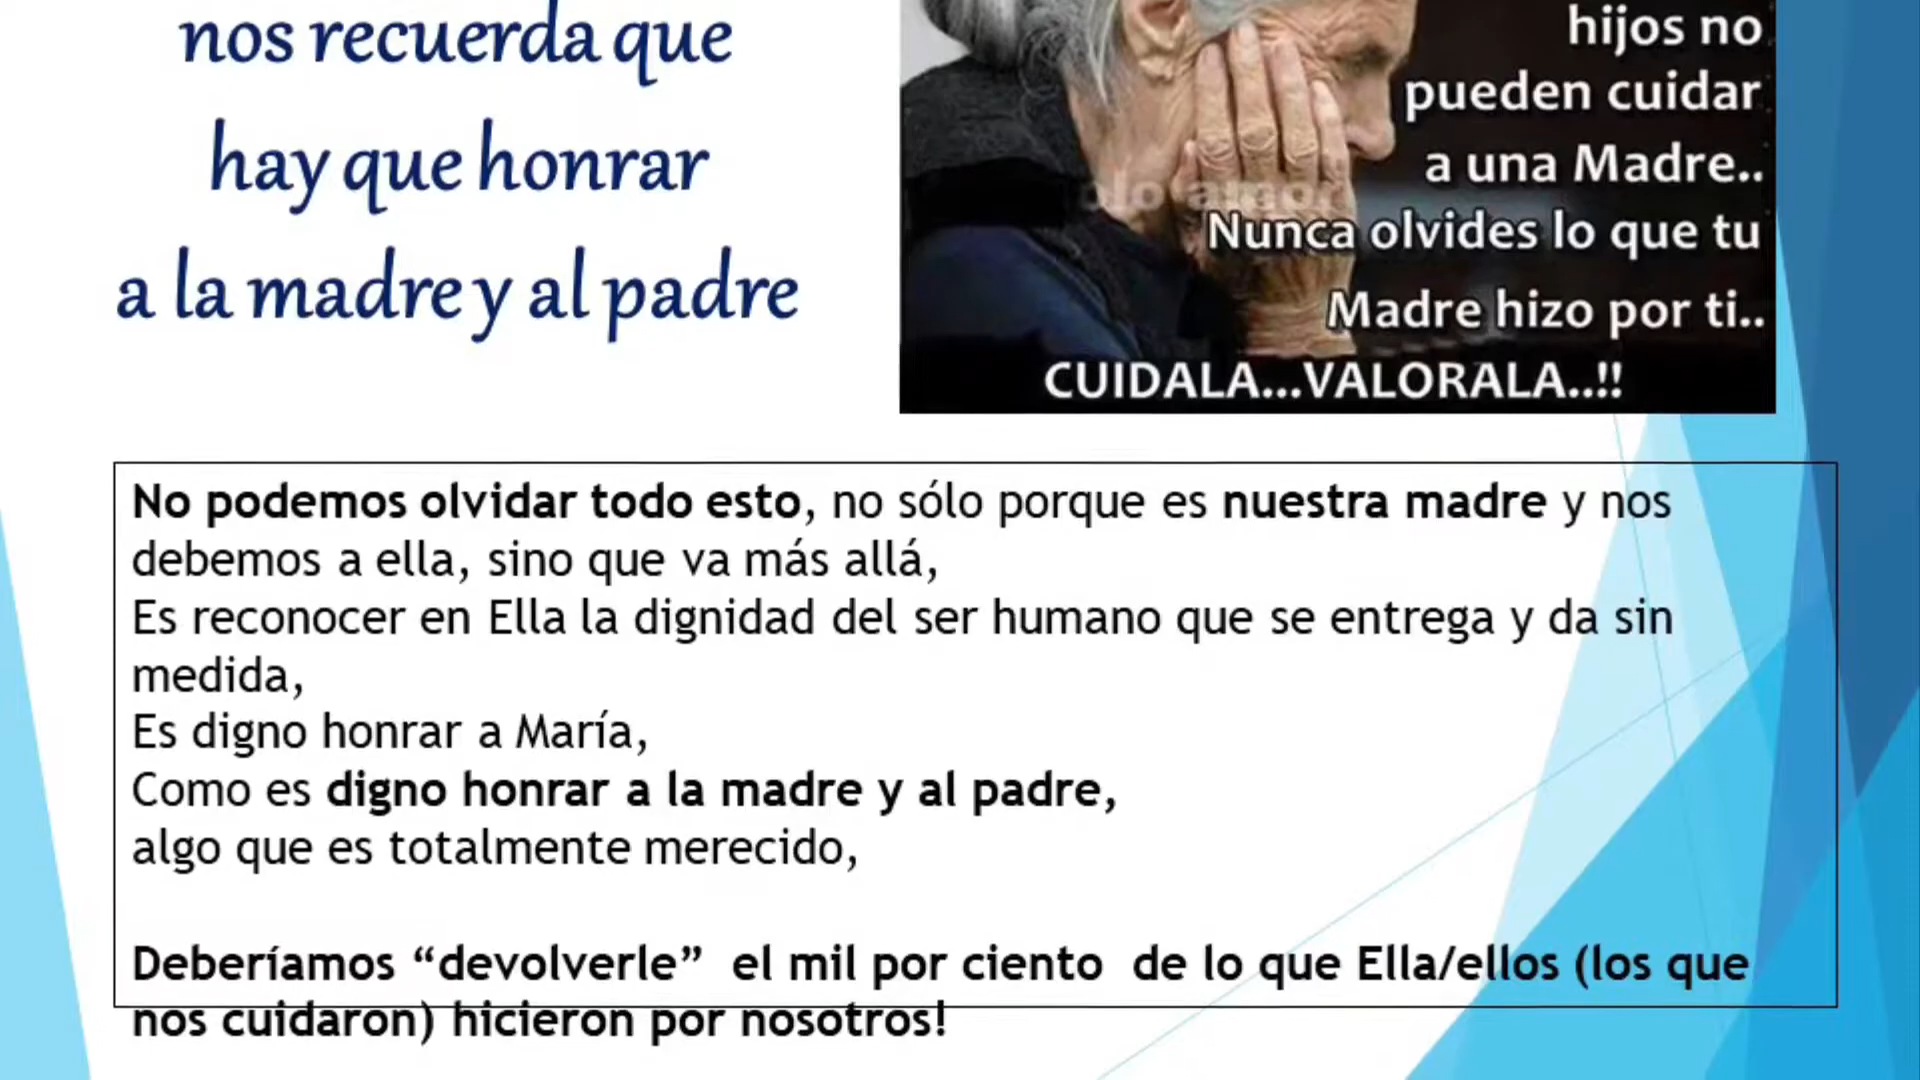 nos recuerda que
hay que honrar
a la madre y al padre
hijos no
pueden cuidar
a una Madre..
Nunca olvides lo que tu
Madre hizo por ti..
CUIDALA...VALORALA..!!
No podemos olvidar todo esto, no sólo porque es nuestra madre y nos
debemos a ella, sino que va más allá,
Es reconocer en Ella la dignidad del ser humano que se entrega y da sin
medida,
Es digno honrar a María,
Como es digno honrar a la madre y al padre,
algo que es totalmente merecido,
Deberíamos “devolverle” el mil por ciento de lo que Ella/ellos (los que
nos cuidaron) hicieron por nosotros!